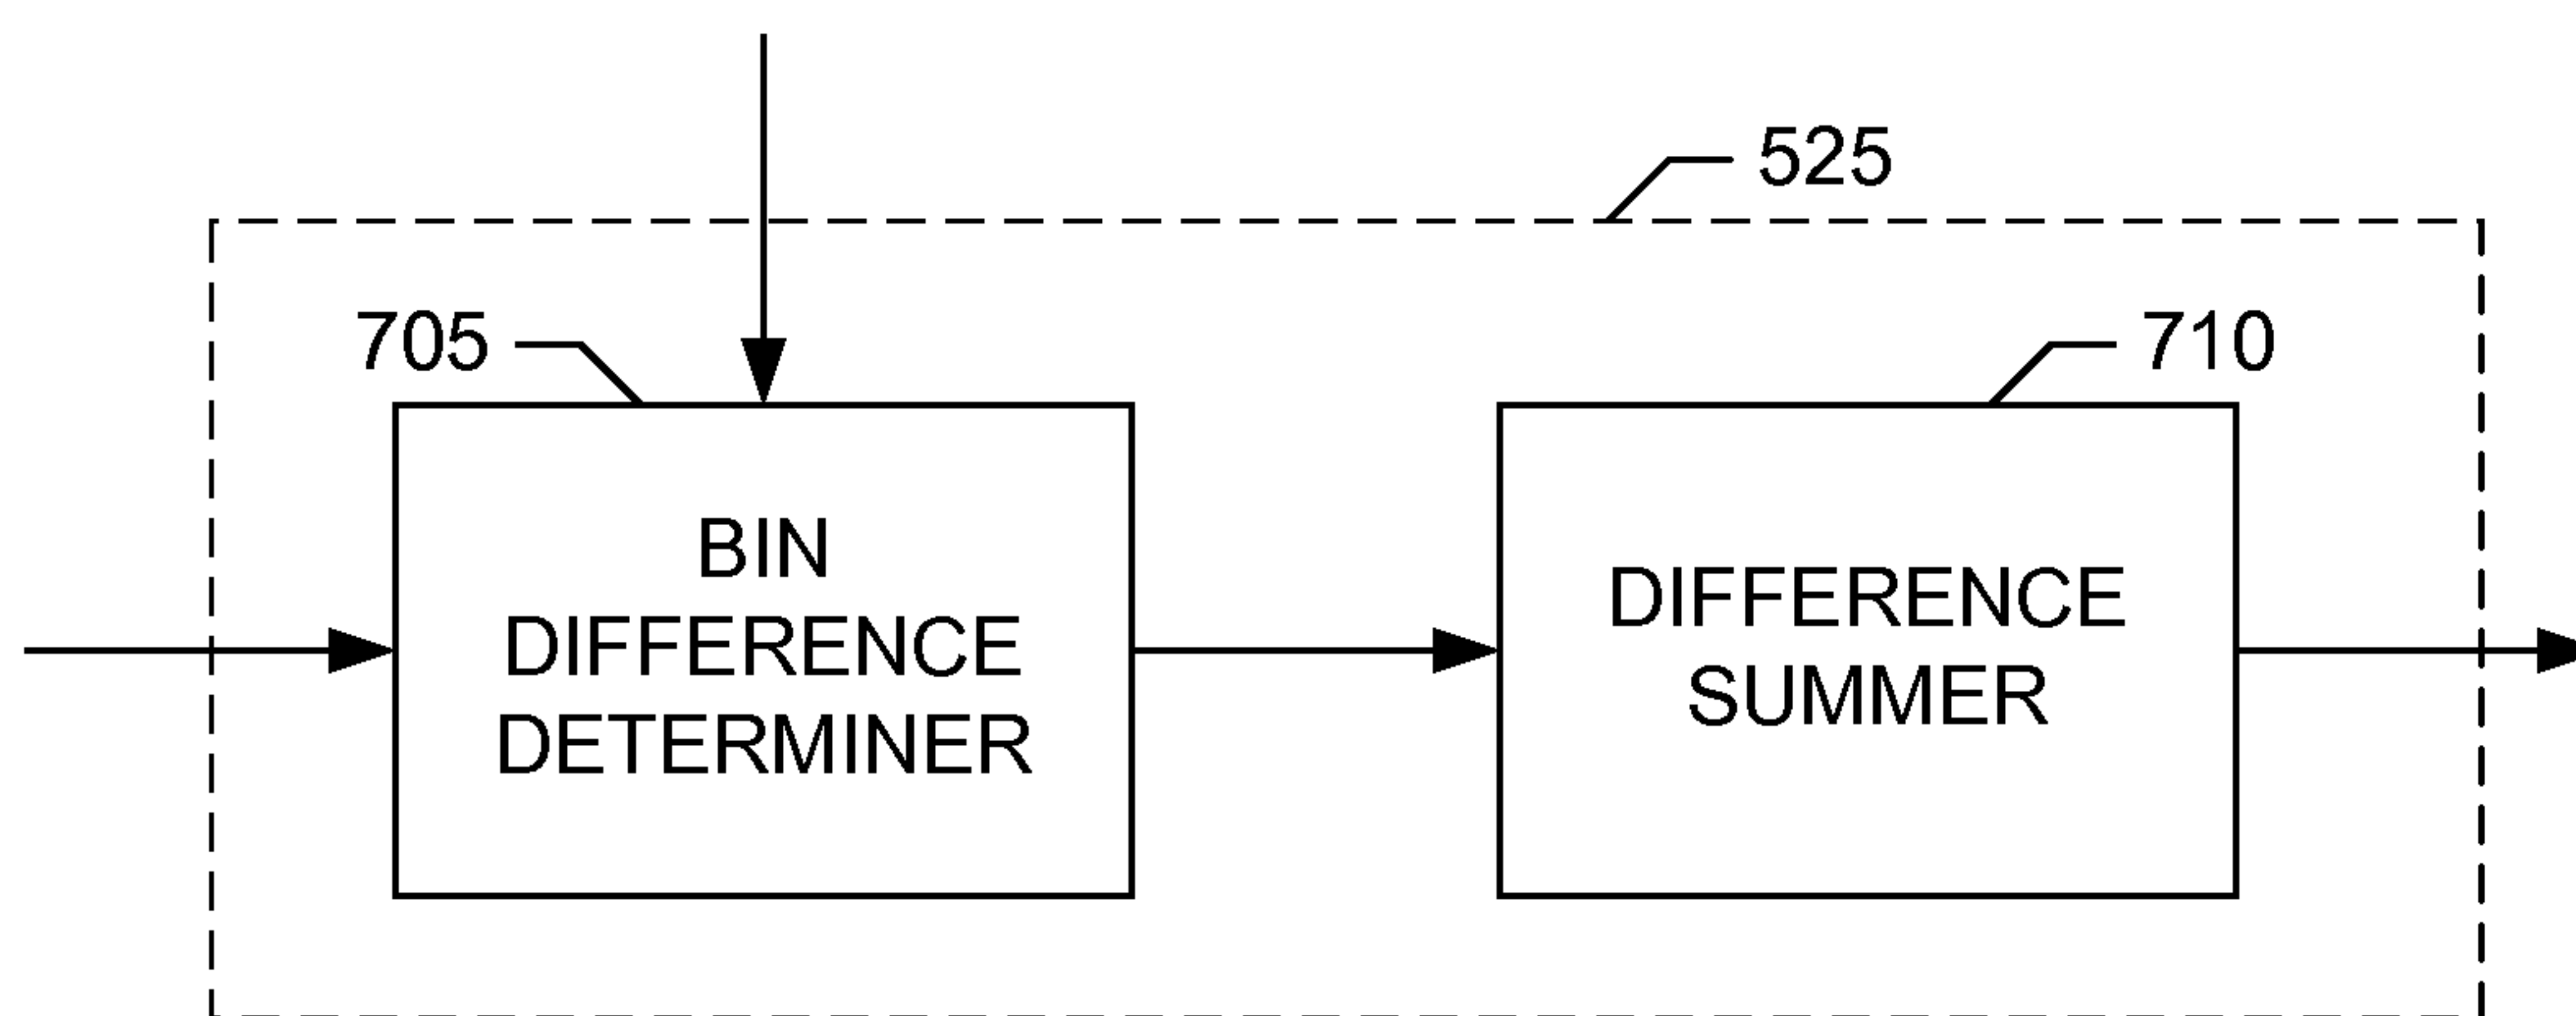 525
705
710
BIN
DIFFERENCE
DETERMINER
DIFFERENCE
SUMMER